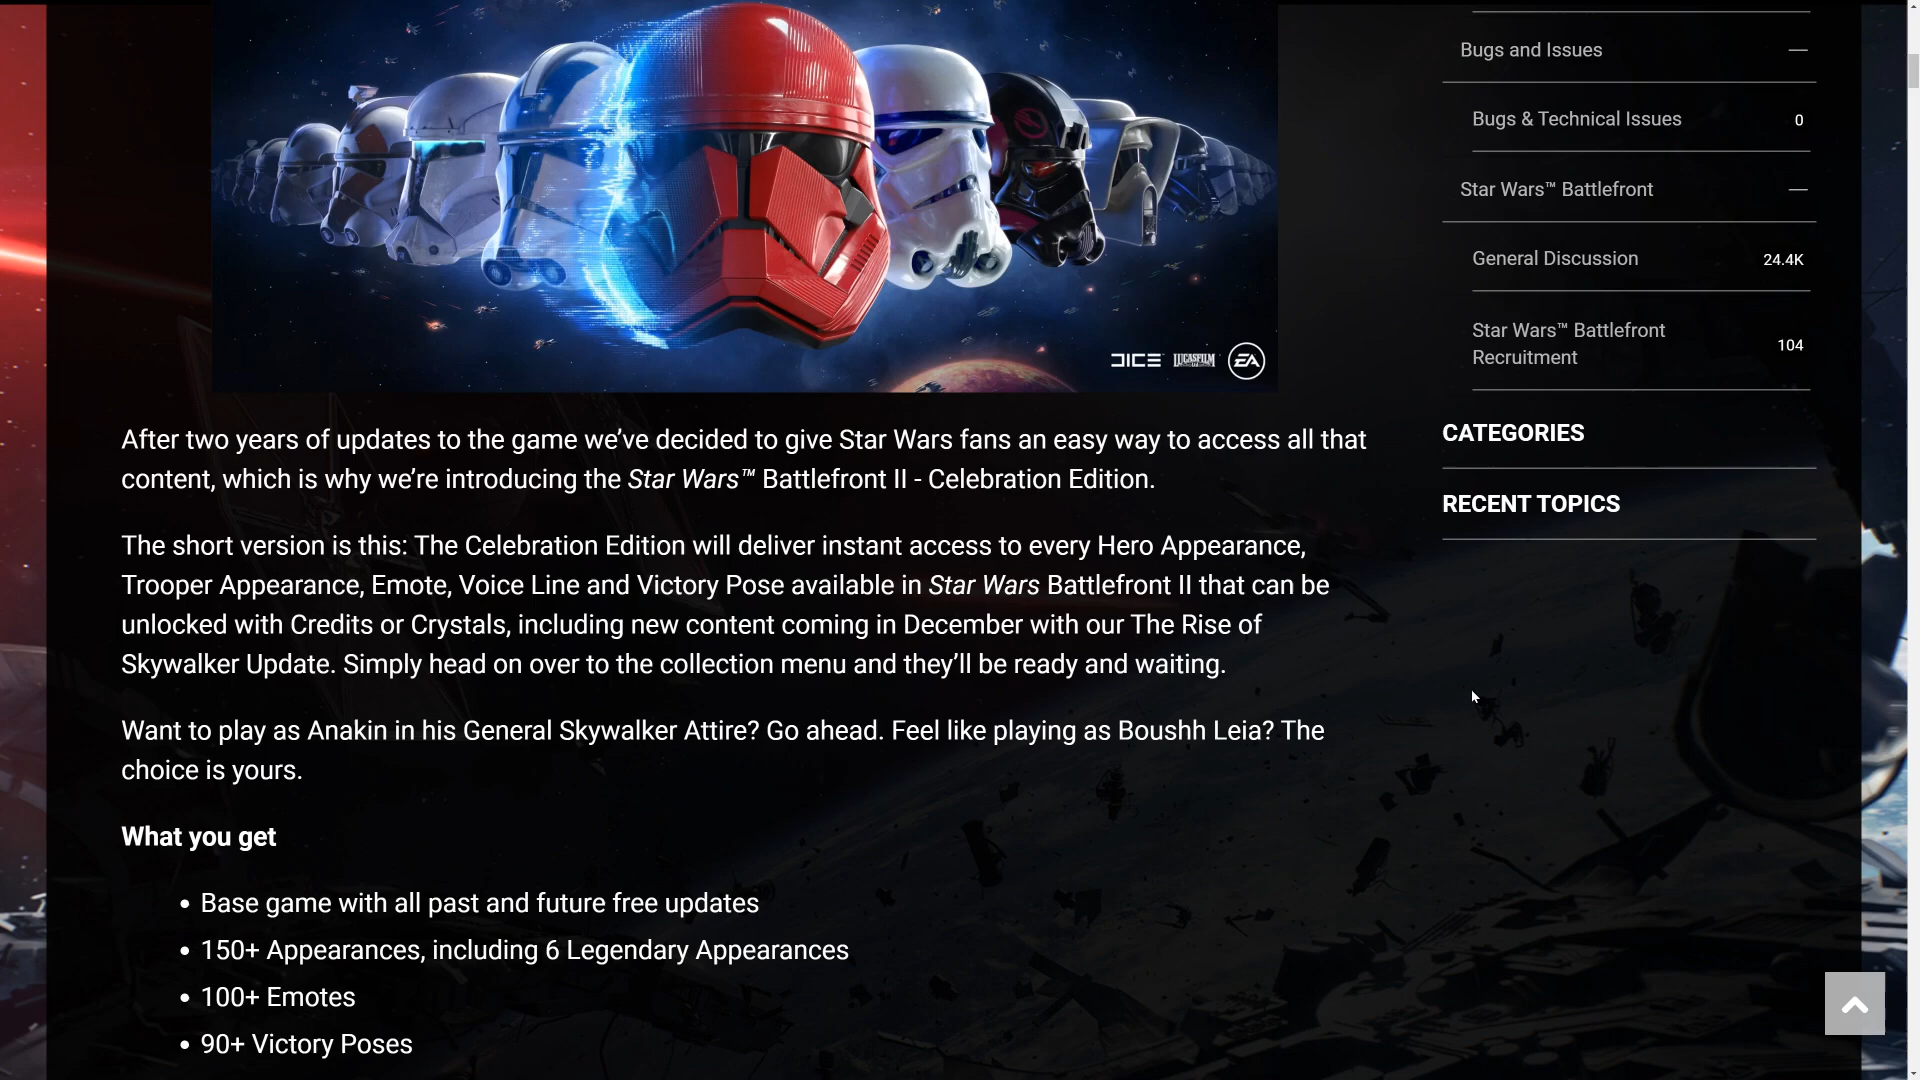 DICE LUCASFILM EA
After two years of updates to the game we’ve decided to give Star Wars fans an easy way to access all that
content, which is why we’re introducing the Star Wars™ Battlefront II - Celebration Edition.
The short version is this: The Celebration Edition will deliver instant access to every Hero Appearance,
Trooper Appearance, Emote, Voice Line and Victory Pose available in Star Wars Battlefront II that can be
unlocked with Credits or Crystals, including new content coming in December with our The Rise of
Skywalker Update. Simply head on over to the collection menu and they’ll be ready and waiting.
Want to play as Anakin in his General Skywalker Attire? Go ahead. Feel like playing as Boushh Leia? The
choice is yours.
What you get
• Base game with all past and future free updates
• 150+ Appearances, including 6 Legendary Appearances
• 100+ Emotes
• 90+ Victory Poses
Bugs and Issues —
Bugs & Technical Issues 0
Star Wars™ Battlefront —
General Discussion 24.4K
Star Wars™ Battlefront
Recruitment 104
CATEGORIES
RECENT TOPICS